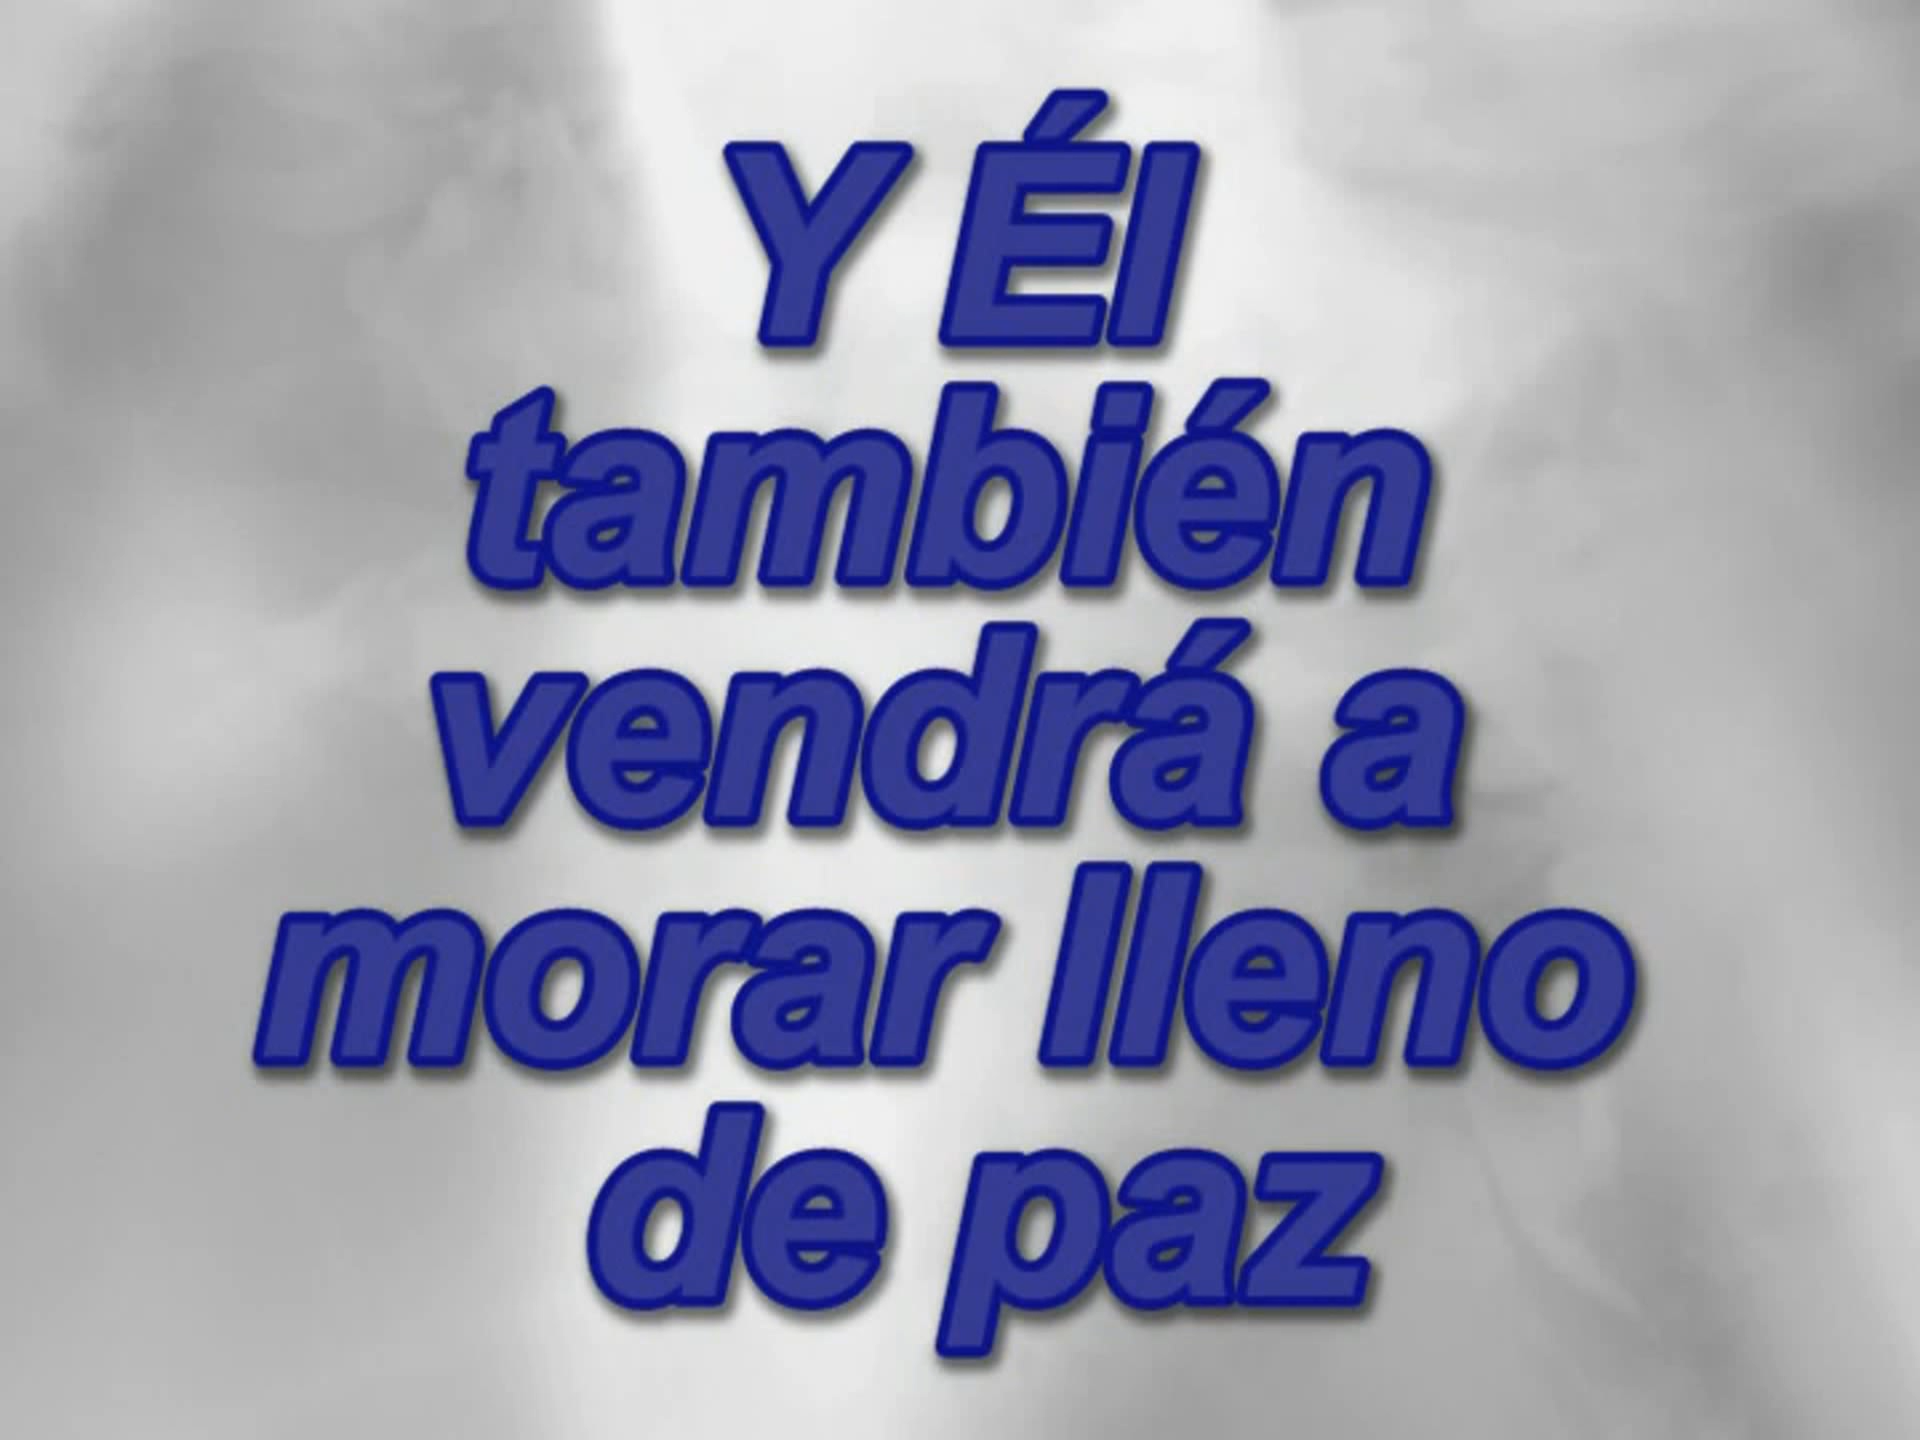 Y Él
también
vendrá a
morar lleno
de paz